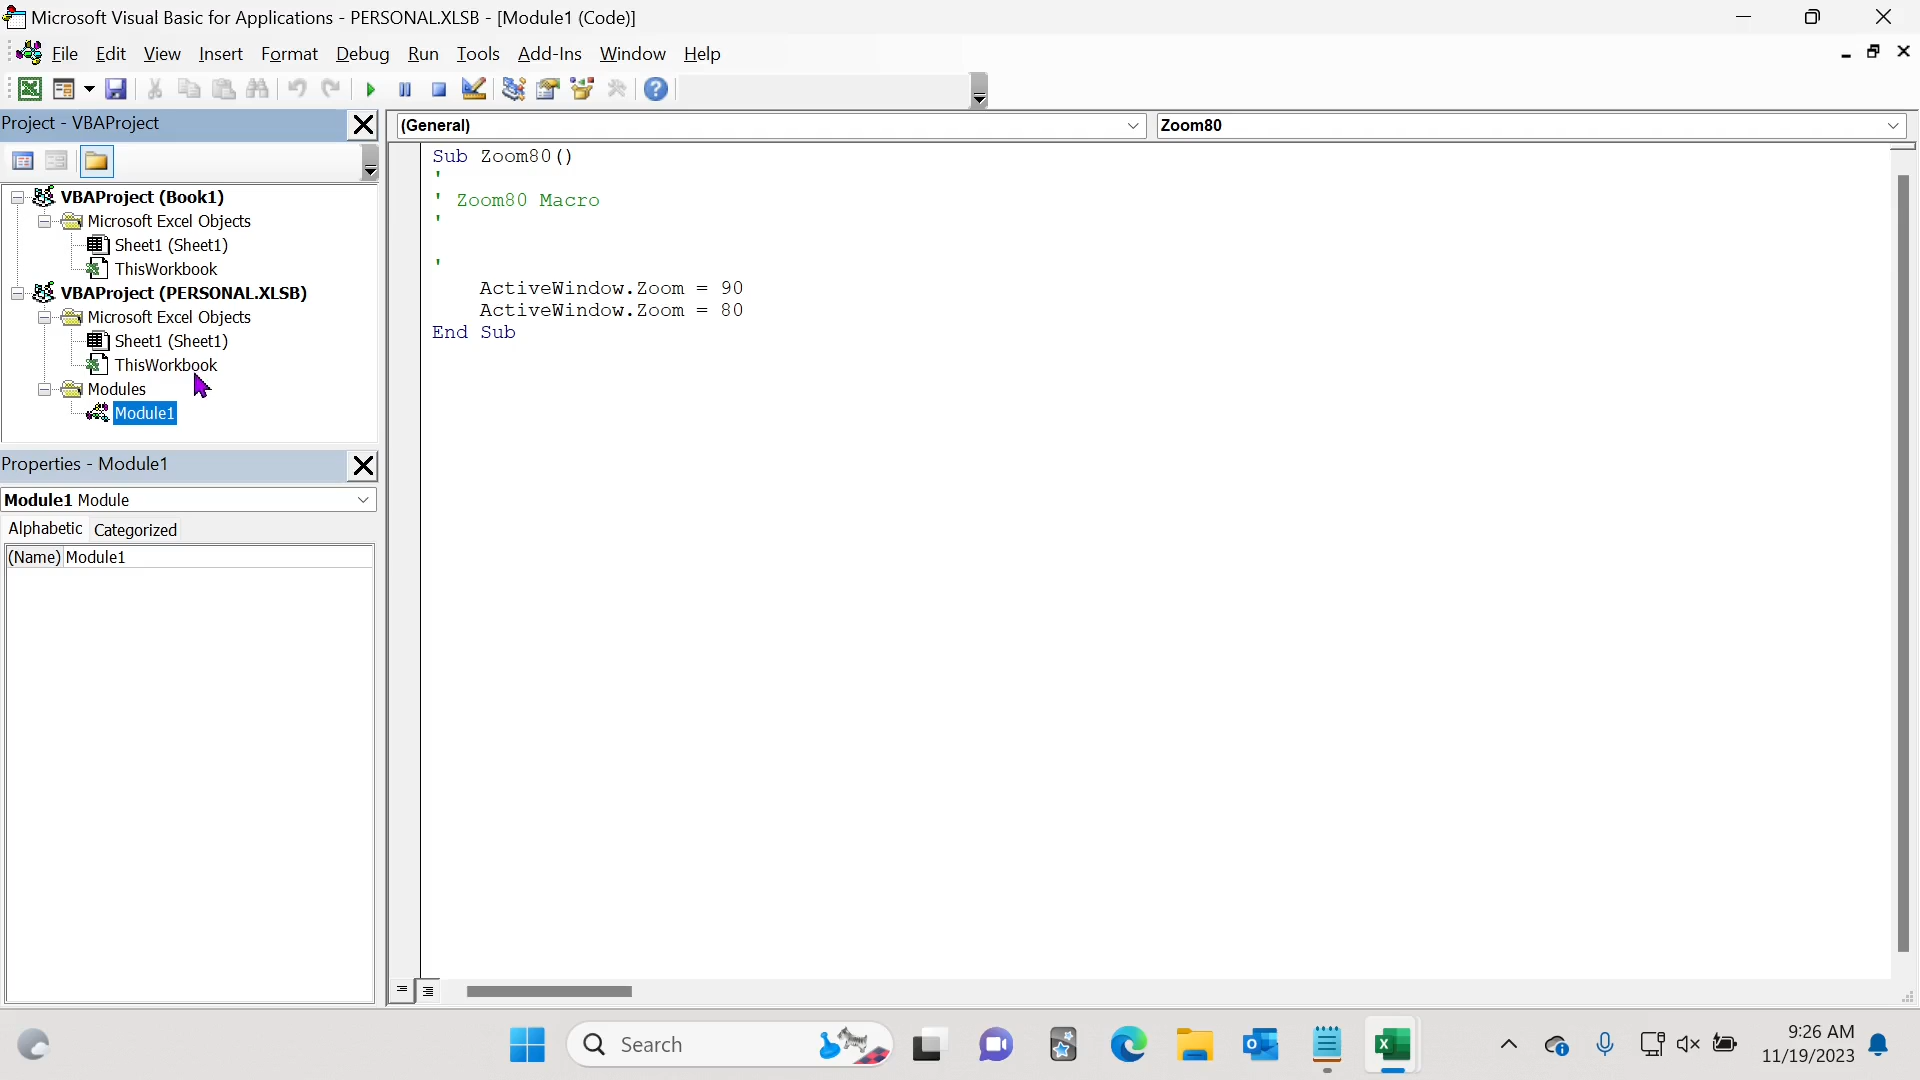 Microsoft Visual Basic for Applications - PERSONAL.XLSB - [Module1 (Code)]
File Edit View Insert Format Debug Run Tools Add-Ins Window Help
Project - VBAProject
(General) Zoom80
VBAProject (Book1)
Microsoft Excel Objects
Sheet1 (Sheet1)
ThisWorkbook
VBAProject (PERSONAL.XLSB)
Microsoft Excel Objects
Sheet1 (Sheet1)
ThisWorkbook
Modules
Module1
Sub Zoom80()
'
' Zoom80 Macro
'
'
ActiveWindow.Zoom = 90
ActiveWindow.Zoom = 80
End Sub
Properties - Module1
Module1 Module
Alphabetic Categorized
(Name) Module1
Search
9:26 AM
11/19/2023